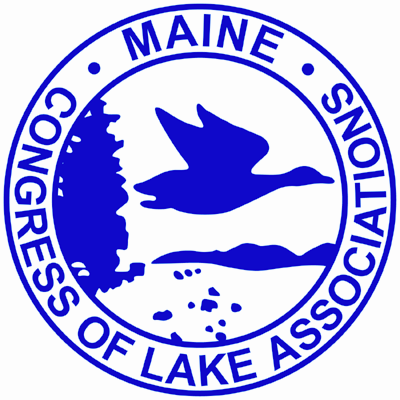 • MAINE •
CONGRESS OF LAKE ASSOCIATIONS